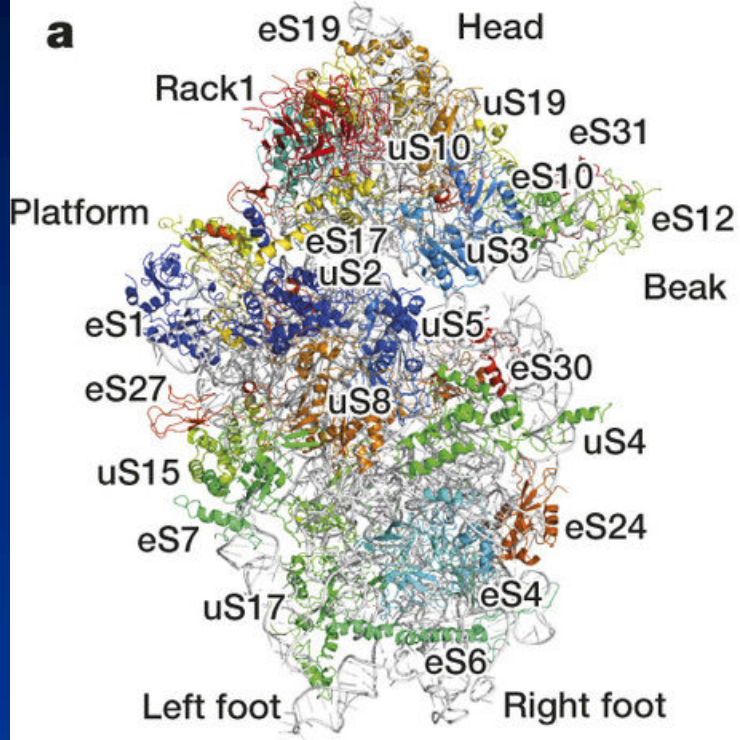 a
eS19
Head
Rack1
uS19
uS10
eS31
eS10
Platform
eS12
eS17
uS3
uS2
Beak
eS1
uS5
eS30
eS27
uS8
uS4
uS15
eS24
eS7
eS4
uS17
eS6
Left foot
Right foot